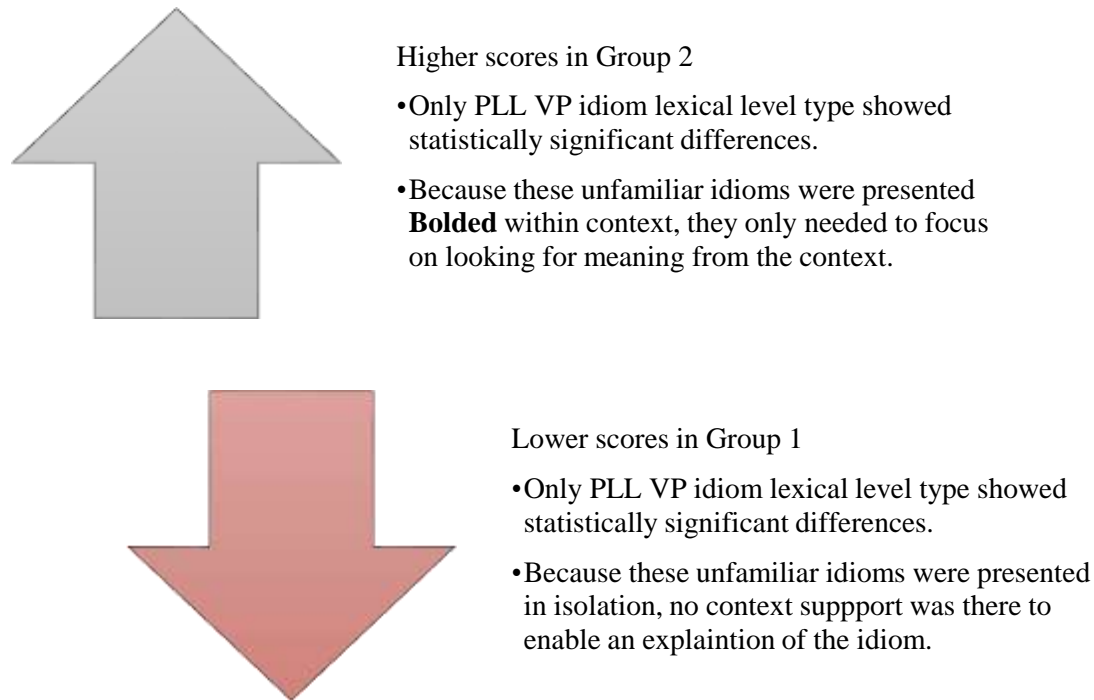 Higher scores in Group 2
•Only PLL VP idiom lexical level type showed
statistically significant differences.
•Because these unfamiliar idioms were presented
Bolded within context, they only needed to focus
on looking for meaning from the context.
Lower scores in Group 1
•Only PLL VP idiom lexical level type showed
statistically significant differences.
•Because these unfamiliar idioms were presented
in isolation, no context suppport was there to
enable an explaintion of the idiom.